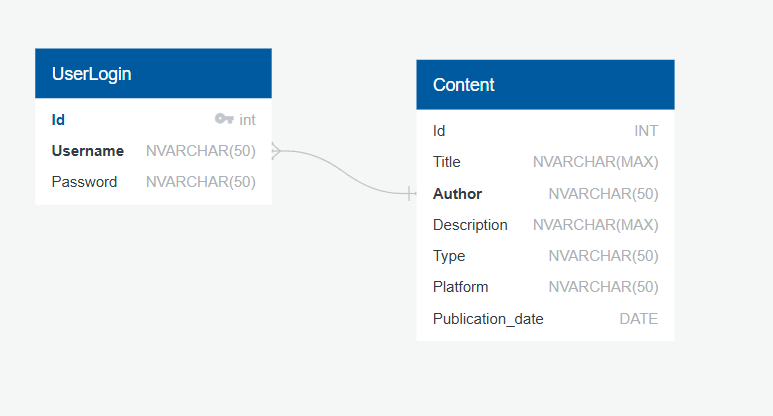 UserLogin
Id int
Username NVARCHAR(50)
Password NVARCHAR(50)
Content
Id INT
Title NVARCHAR(MAX)
Author NVARCHAR(50)
Description NVARCHAR(MAX)
Type NVARCHAR(50)
Platform NVARCHAR(50)
Publication_date DATE